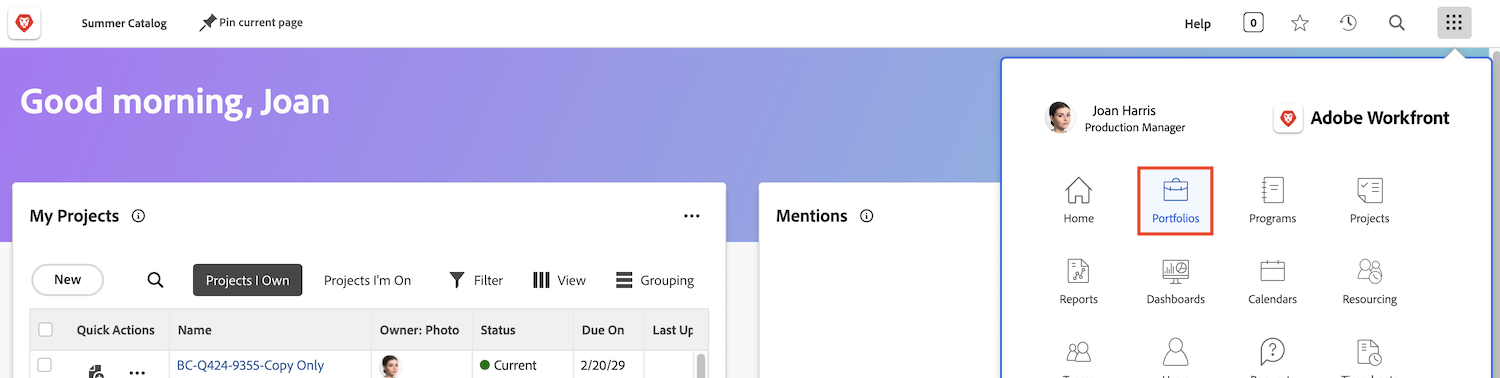 Summer Catalog
Pin current page
Help
0
Good morning, Joan
Joan Harris
Production Manager
Adobe Workfront
Home
Portfolios
Programs
Projects
Reports
Dashboards
Calendars
Resourcing
My Projects
Mentions
New
Projects I Own
Projects I'm On
Filter
View
Grouping
Quick Actions
Name
Owner: Photo
Status
Due On
Last Up
BC-Q424-9355-Copy Only
Current
2/20/29